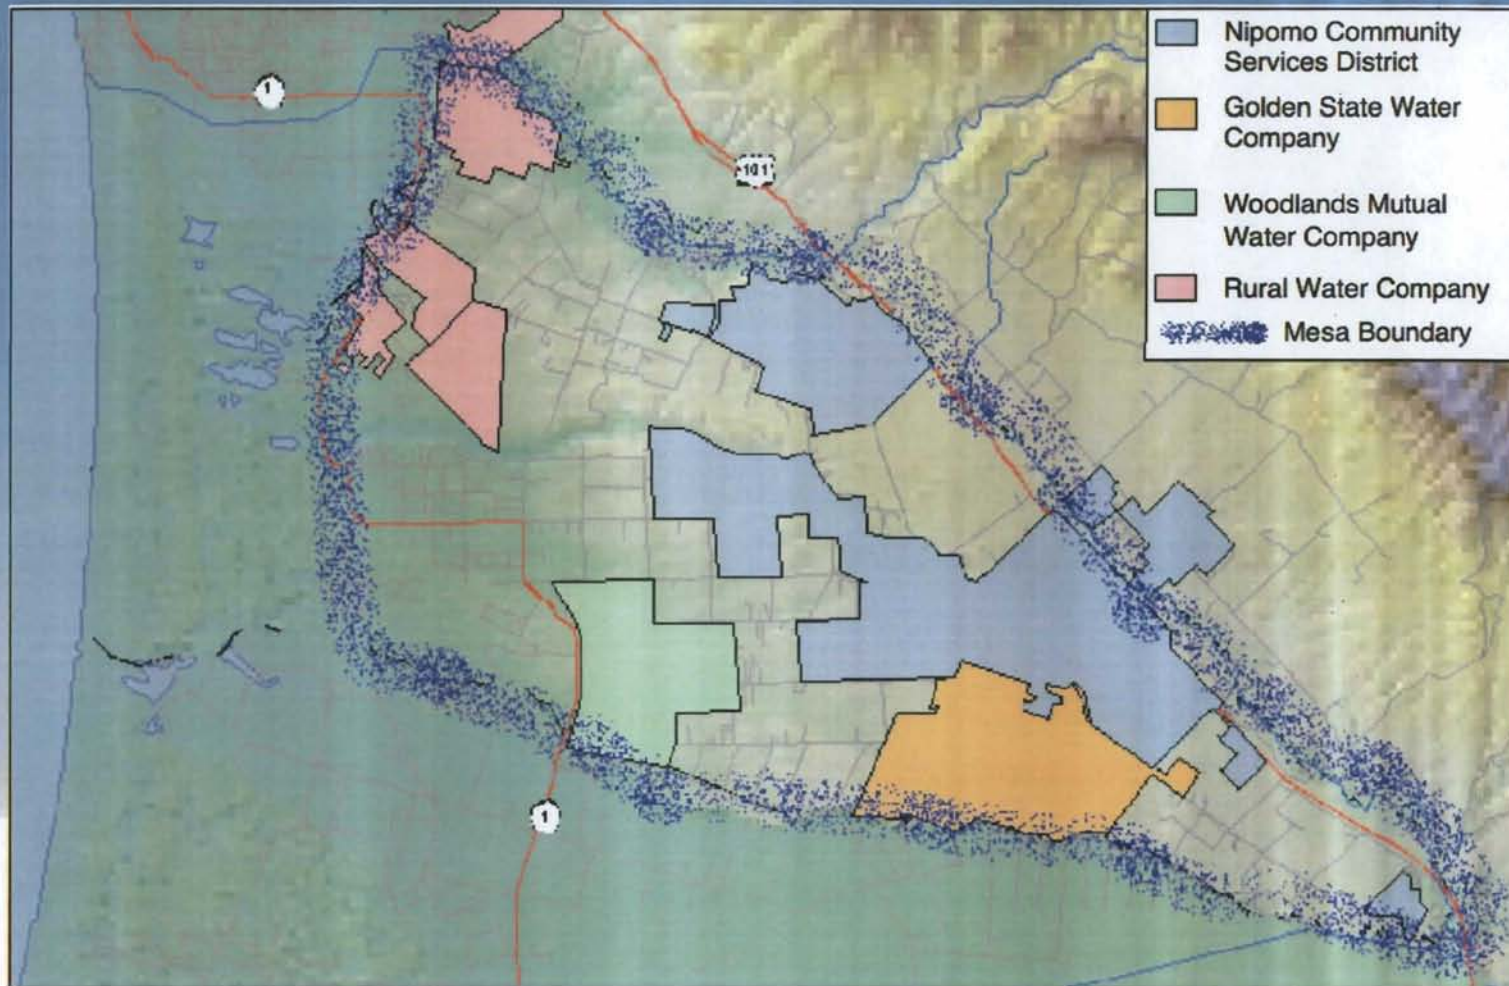 Nipomo Community
Services District
Golden State Water
Company
Woodlands Mutual
Water Company
Rural Water Company
Mesa Boundary
1
101
1